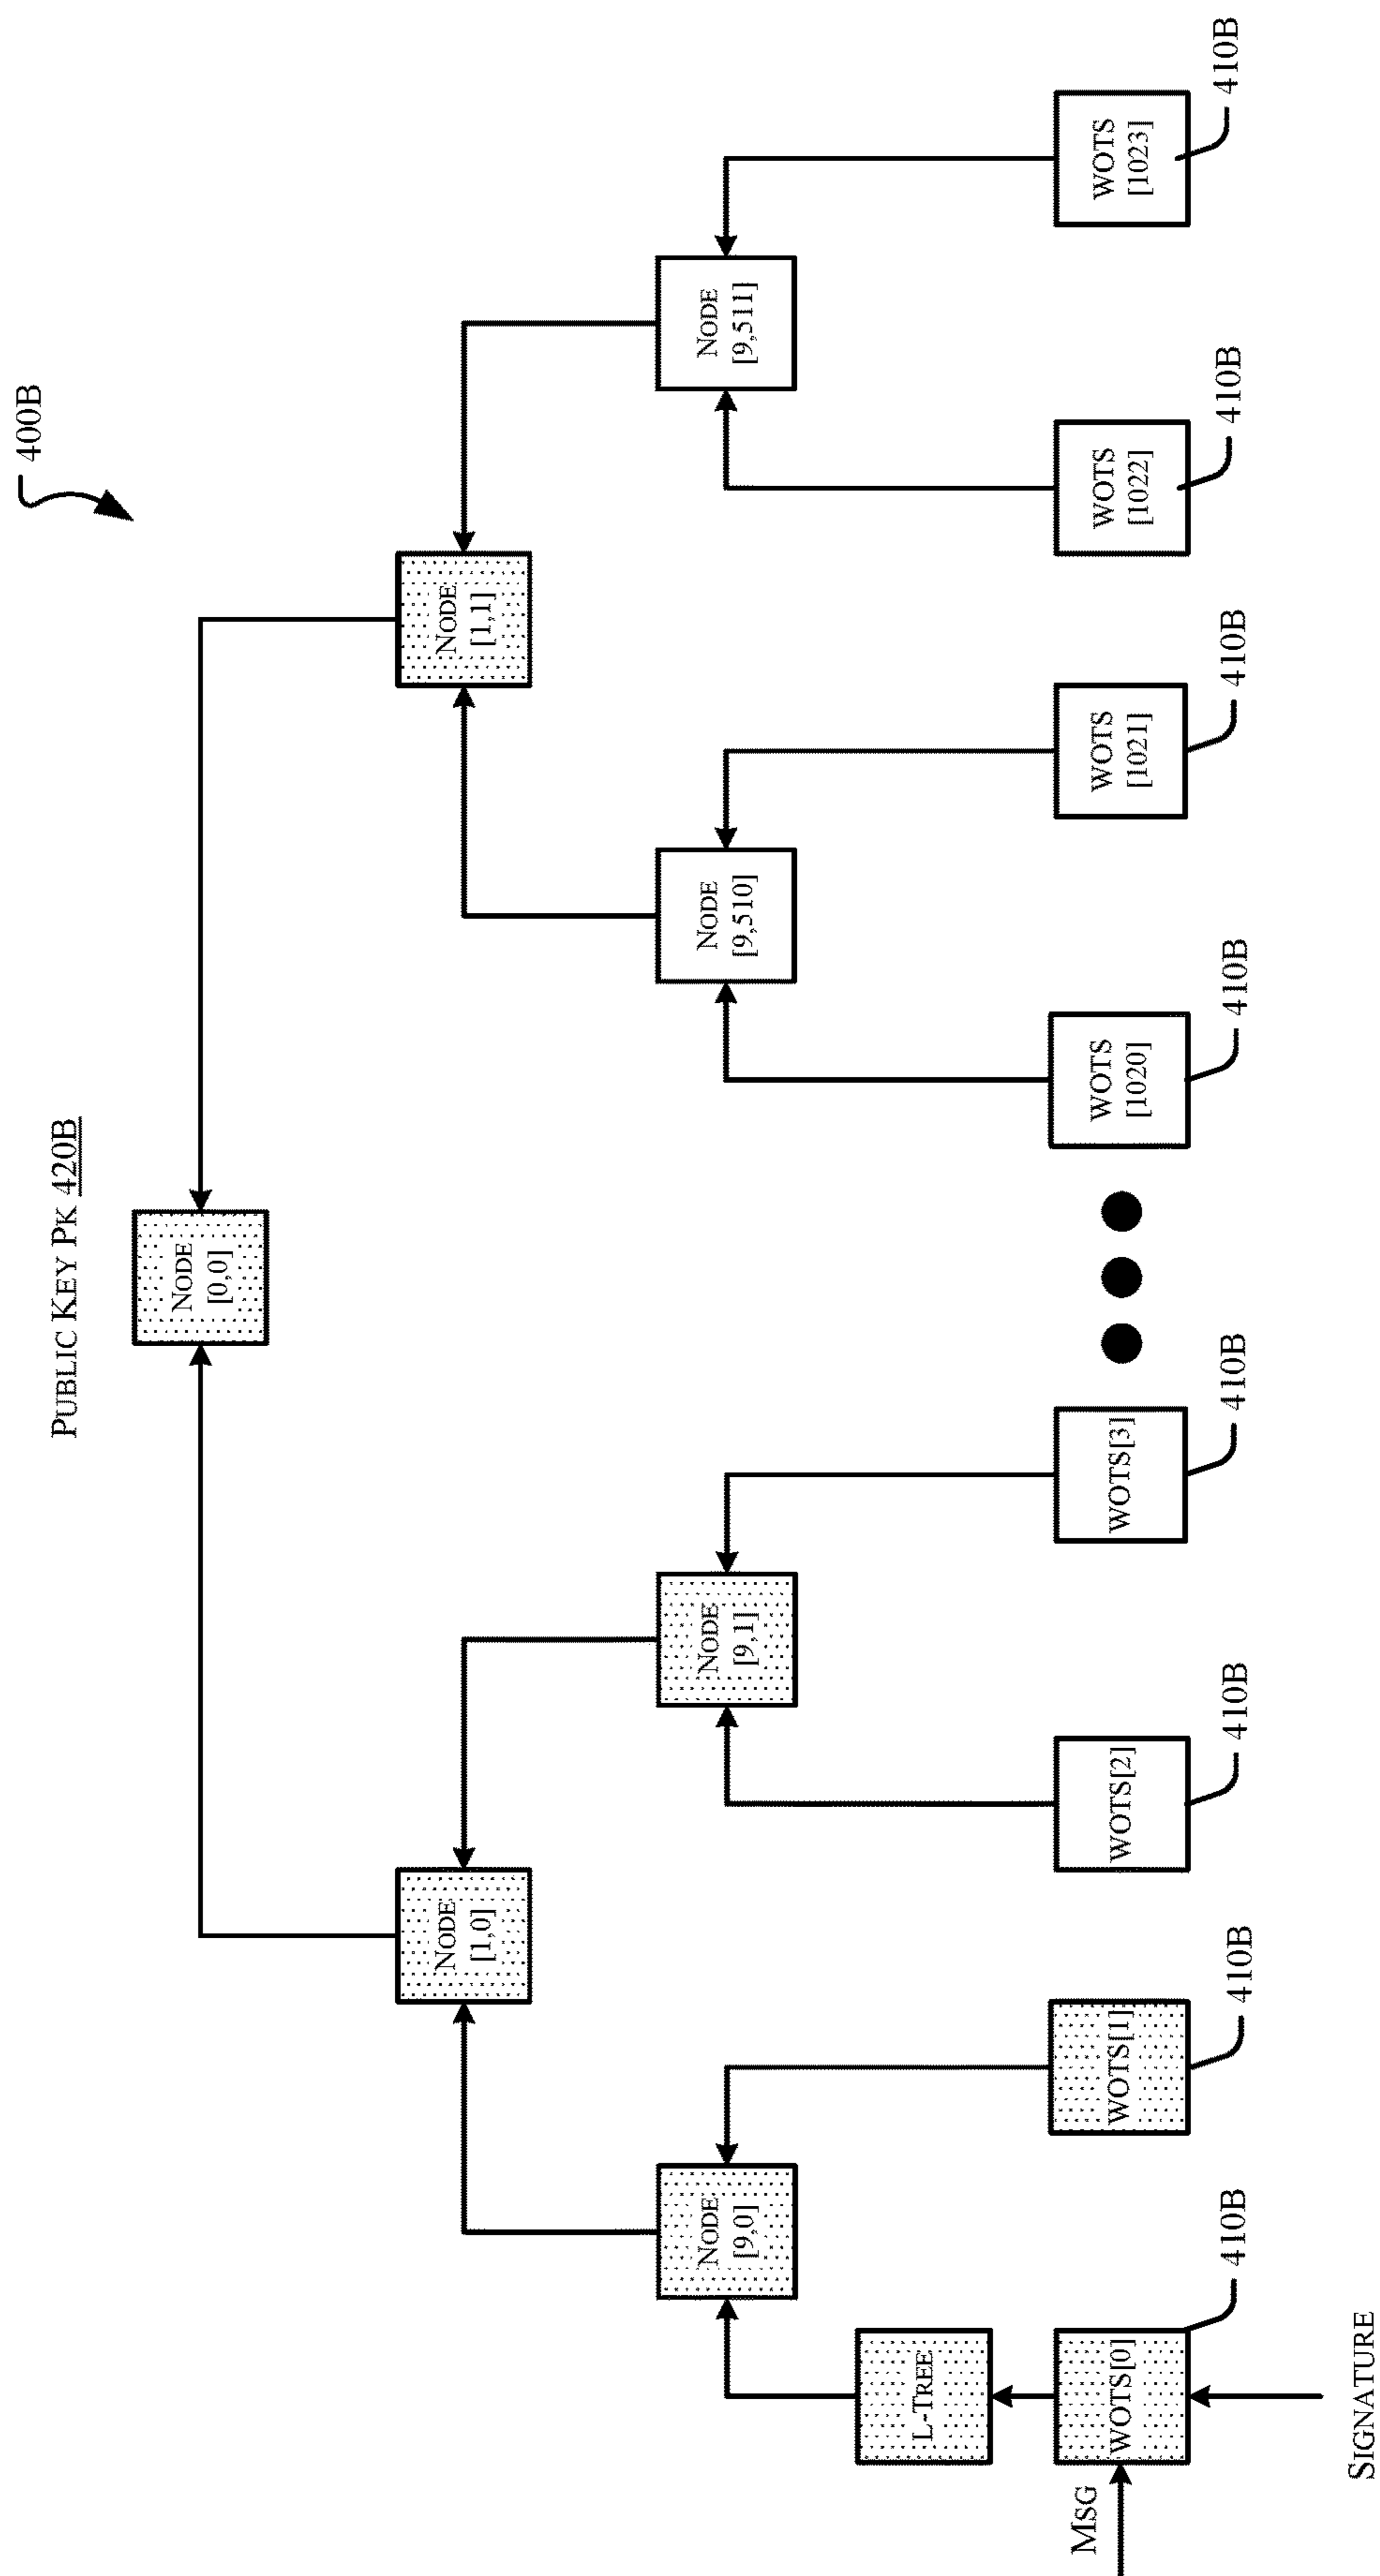 400B
PUBLIC KEY PK 420B
NODE
[0,0]
NODE
[1,0]
NODE
[1,1]
NODE
[9,0]
NODE
[9,1]
NODE
[9,510]
NODE
[9,511]
L-TREE
MSG
WOTS[0]
WOTS[1]
WOTS[2]
WOTS[3]
WOTS
[1020]
WOTS
[1021]
WOTS
[1022]
WOTS
[1023]
410B
410B
410B
410B
410B
410B
410B
410B
SIGNATURE